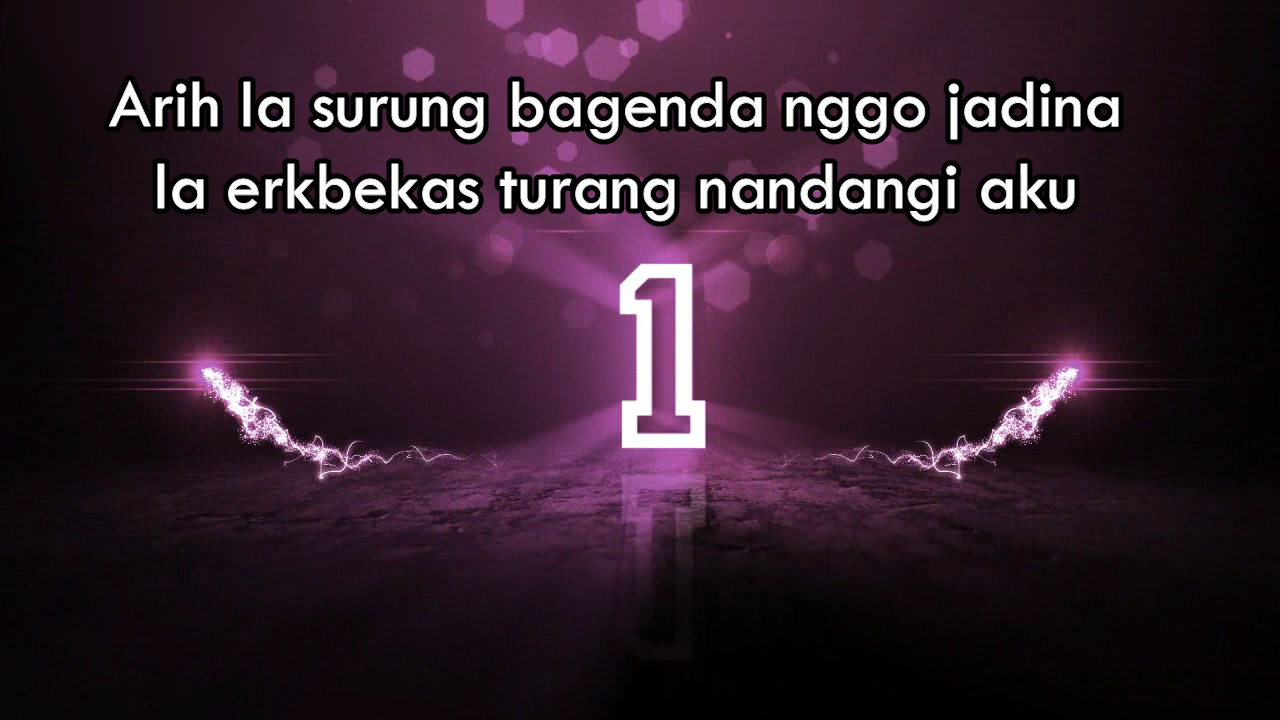 Arih la surung bagenda nggo jadina
la erkbekas turang nandangi aku
1